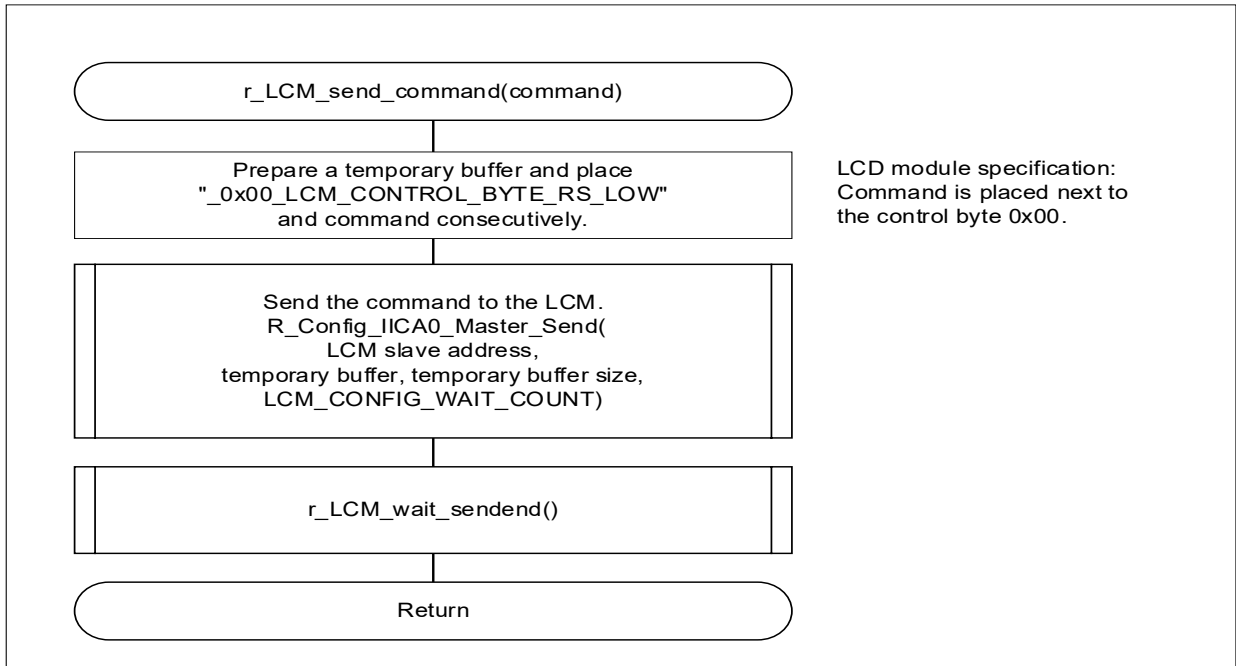 r_LCM_send_command(command)
Prepare a temporary buffer and place
"_0x00_LCM_CONTROL_BYTE_RS_LOW"
and command consecutively.
LCD module specification:
Command is placed next to
the control byte 0x00.
Send the command to the LCM.
R_Config_IICA0_Master_Send(
LCM slave address,
temporary buffer, temporary buffer size,
LCM_CONFIG_WAIT_COUNT)
r_LCM_wait_sendend()
Return